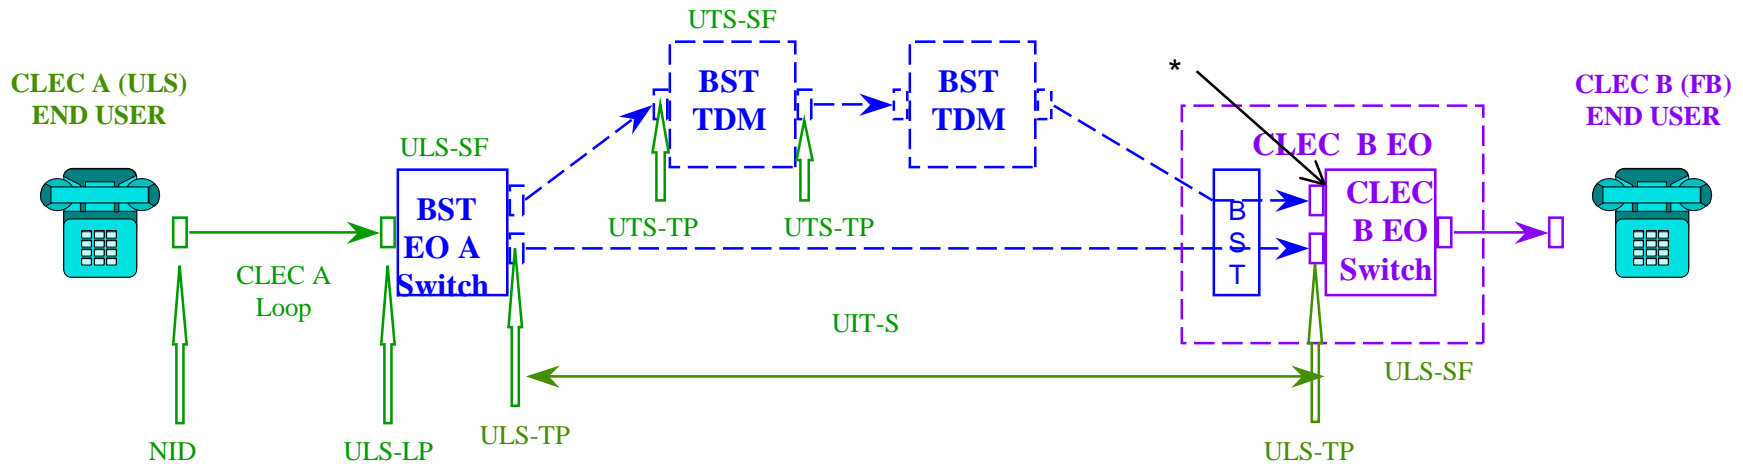 UTS-SF
CLEC A (ULS)
END USER
BST
TDM
BST
TDM
*
CLEC B (FB)
END USER
ULS-SF
CLEC B EO
BST
EO A
Switch
UTS-TP
UTS-TP
B
S
T
CLEC
B EO
Switch
CLEC A
Loop
UIT-S
ULS-SF
NID
ULS-LP
ULS-TP
ULS-TP